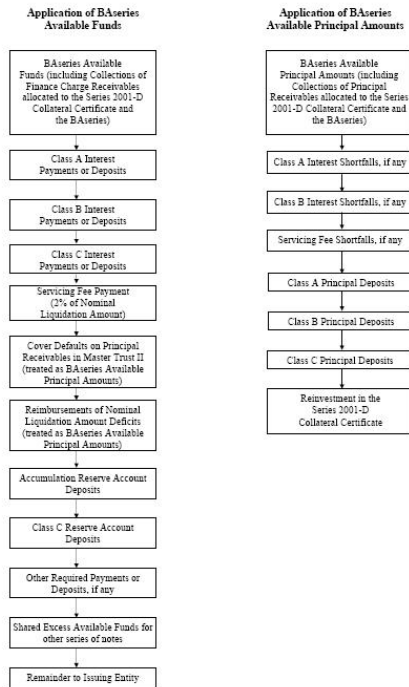 Application of BAseries
Available Funds
BAseries Available
Funds (including Collections of
Finance Charge Receivables
allocated to the Series 2001-D
Collateral Certificate and
the BAseries)
Class A Interest
Payments or Deposits
Class B Interest
Payments or Deposits
Class C Interest
Payments or Deposits
Servicing Fee Payment
(2% of Nominal
Liquidation Amount)
Cover Defaults on Principal
Receivables in Master Trust II
(treated as BAseries Available
Principal Amounts)
Reimbursements of Nominal
Liquidation Amount Deficits
(treated as BAseries Available
Principal Amounts)
Accumulation Reserve Account
Deposits
Class C Reserve Account
Deposits
Other Required Payments or
Deposits, if any
Shared Excess Available Funds for
other series of notes
Remainder to Issuing Entity
Application of BAseries
Available Principal Amounts
BAseries Available
Principal Amounts (including
Collections of Principal
Receivables allocated to the Series
2001-D Collateral Certificate and
the BAseries)
Class A Interest Shortfalls, if any
Class B Interest Shortfalls, if any
Servicing Fee Shortfalls, if any
Class A Principal Deposits
Class B Principal Deposits
Class C Principal Deposits
Reinvestment in the
Series 2001-D
Collateral Certificate